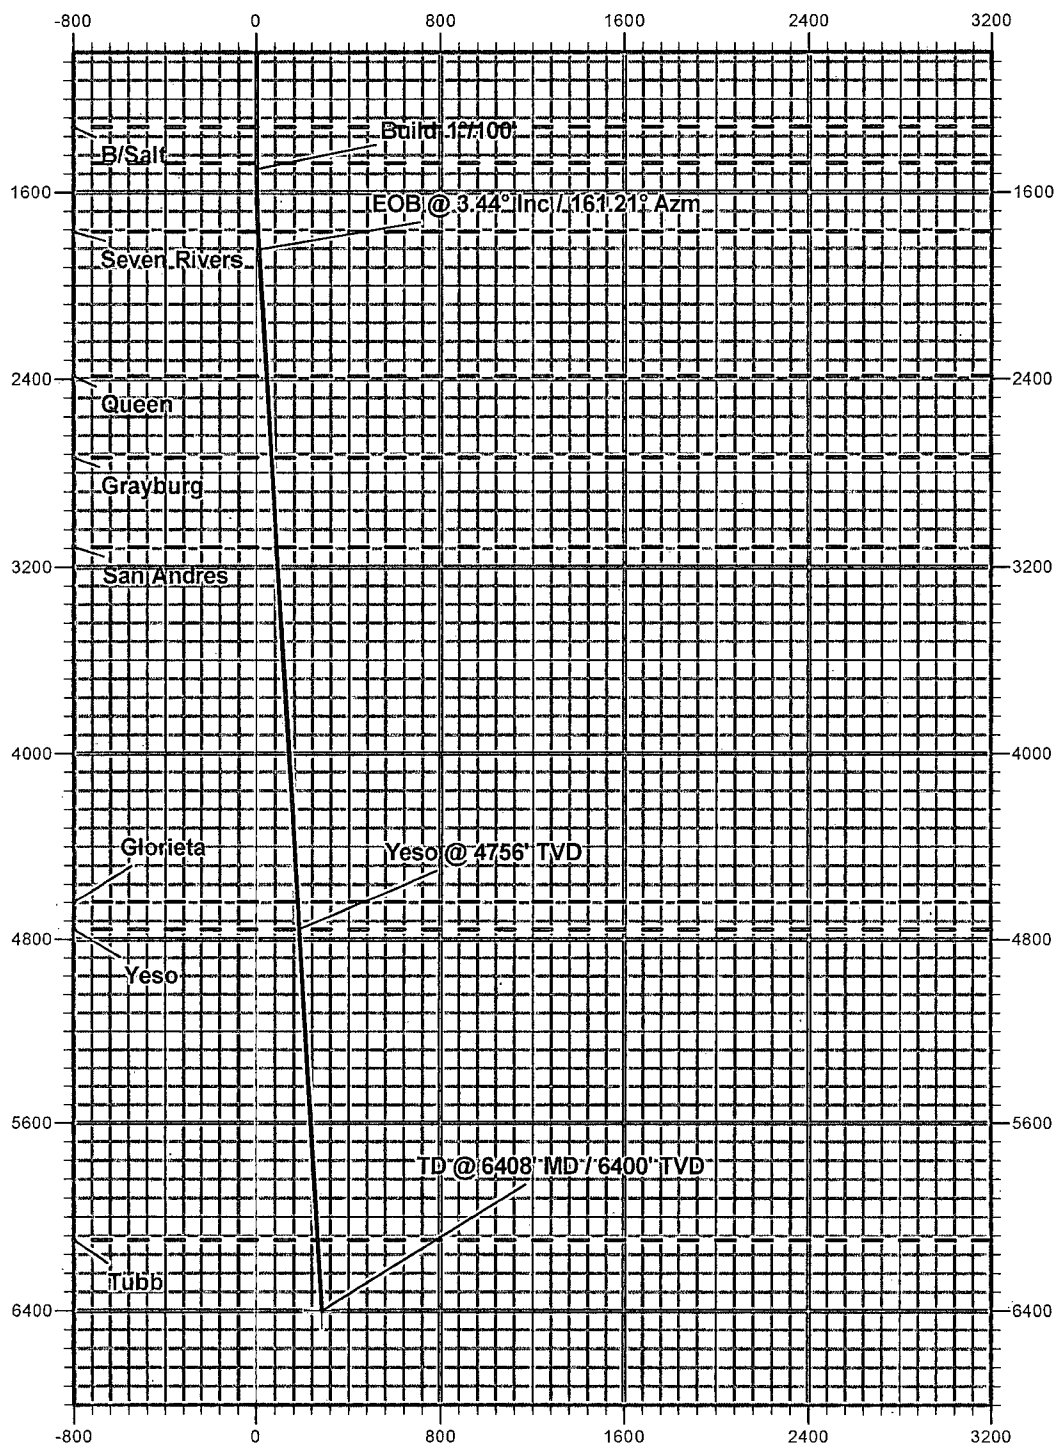 -800 0 800 1600 2400 3200
Build 1°/100'
B/Salt
1600 1600
EOB @ 3.44° Inc / 161.21° Azm
Seven Rivers
2400 2400
Queen
Grayburg
3200 3200
San Andres
4000 4000
Glorieta
Yeso @ 4756' TVD
4800 4800
Yeso
5600 5600
TD @ 6408' MD / 6400' TVD
Tubb
6400 6400
-800 0 800 1600 2400 3200